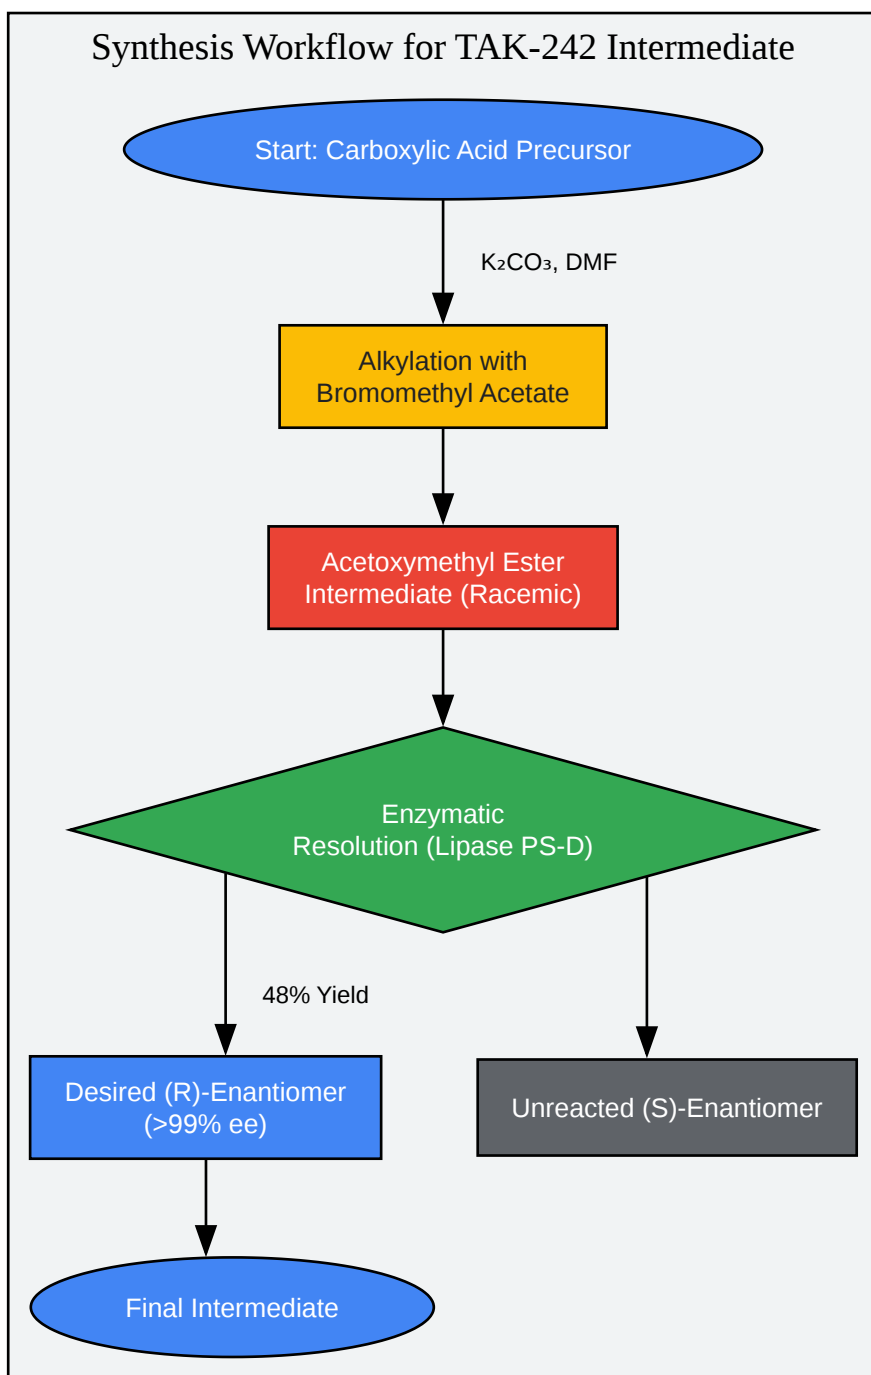 Synthesis Workflow for TAK-242 Intermediate
Start: Carboxylic Acid Precursor
K₂CO₃, DMF
Alkylation with
Bromomethyl Acetate
Acetoxymethyl Ester
Intermediate (Racemic)
Enzymatic
Resolution (Lipase PS-D)
48% Yield
Desired (R)-Enantiomer
(>99% ee)
Unreacted (S)-Enantiomer
Final Intermediate